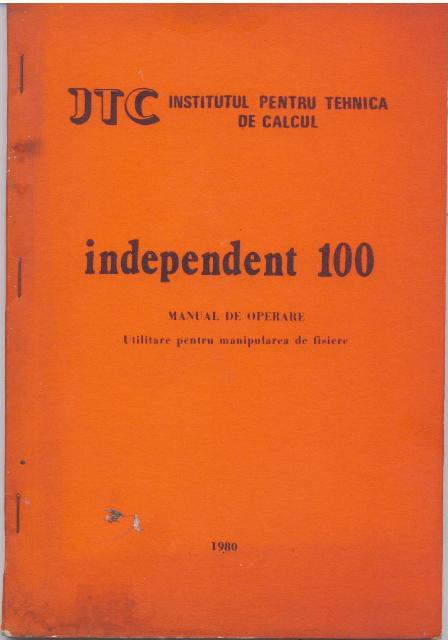 ITC INSTITUTUL PENTRU TEHNICA
DE CALCUL
independent 100
MANUAL DE OPERARE
Utilitare pentru manipularea de fisiere
1980